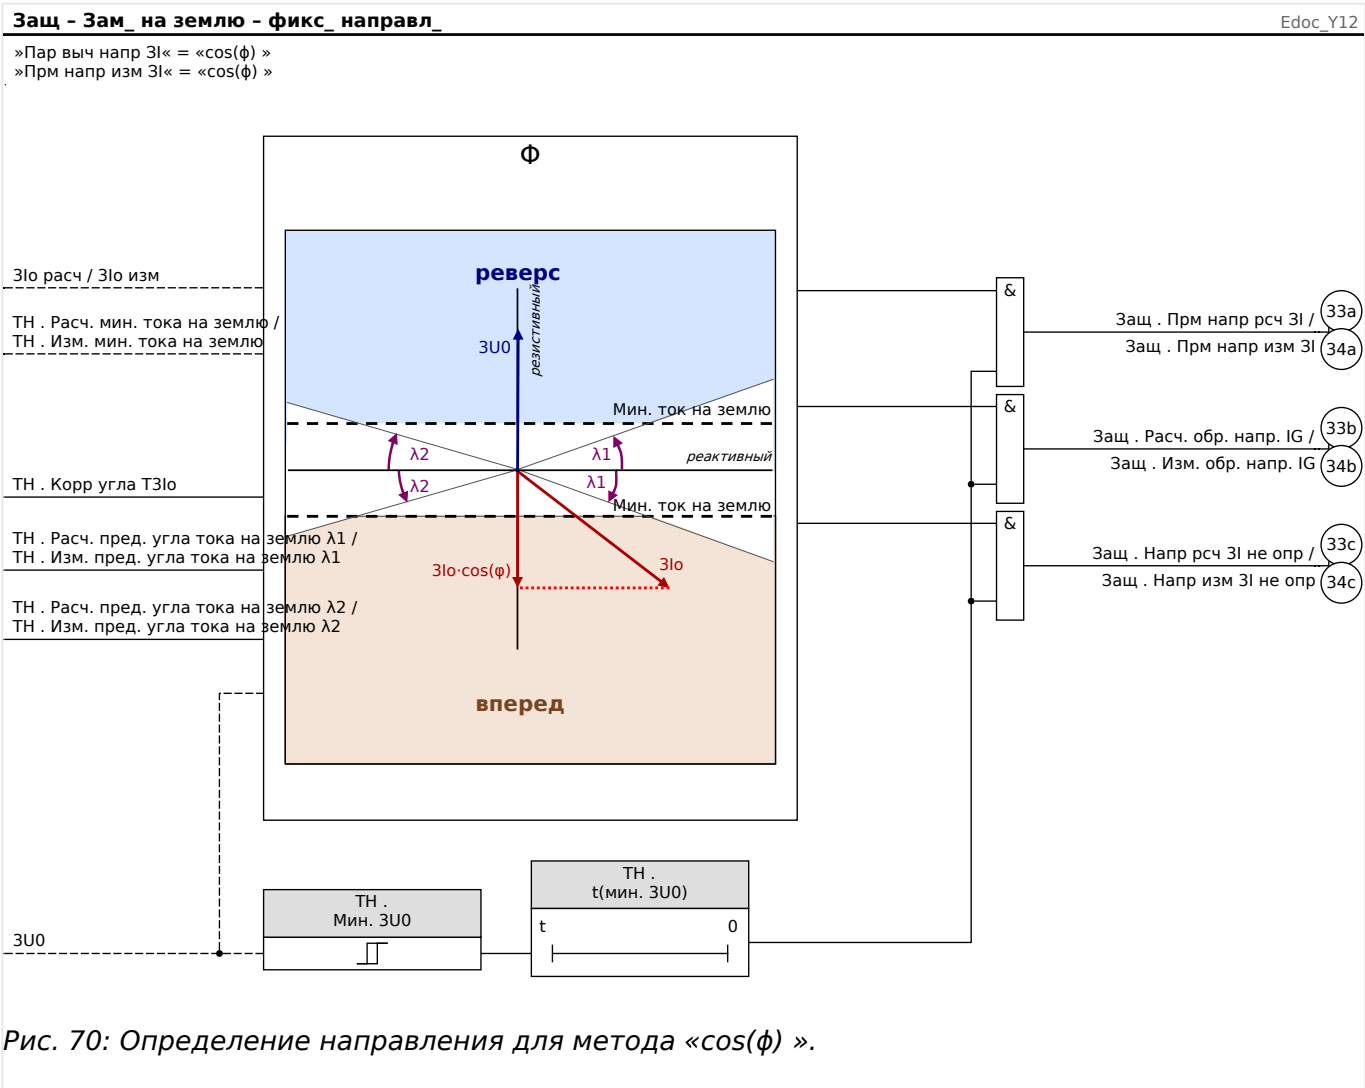 Защ – Зам_ на землю – фикс_ направл_
Edoc_Y12
»Пар выч напр ЗІ« = «cos(ϕ) »
»Прм напр изм ЗІ« = «cos(ϕ) »
Φ
реверс
резистивный
3U0
Мин. ток на землю
λ2
λ1
реактивный
λ2
λ1
Мин. ток на землю
3Io·cos(φ)
3Io
вперед
3Io расч / 3Io изм
ТН . Расч. мин. тока на землю /
ТН . Изм. мин. тока на землю
ТН . Корр угла ТЗIo
ТН . Расч. пред. угла тока на землю λ1 /
ТН . Изм. пред. угла тока на землю λ1
ТН . Расч. пред. угла тока на землю λ2 /
ТН . Изм. пред. угла тока на землю λ2
3U0
ТН .
Мин. 3U0
ТН .
t(мин. 3U0)
t
0
&
Защ . Прм напр рсч ЗІ /
33a
Защ . Прм напр изм ЗІ
34a
&
Защ . Расч. обр. напр. IG /
33b
Защ . Изм. обр. напр. IG
34b
&
Защ . Напр рсч ЗІ не опр /
33c
Защ . Напр изм ЗІ не опр
34c
Рис. 70: Определение направления для метода «cos(ϕ) ».